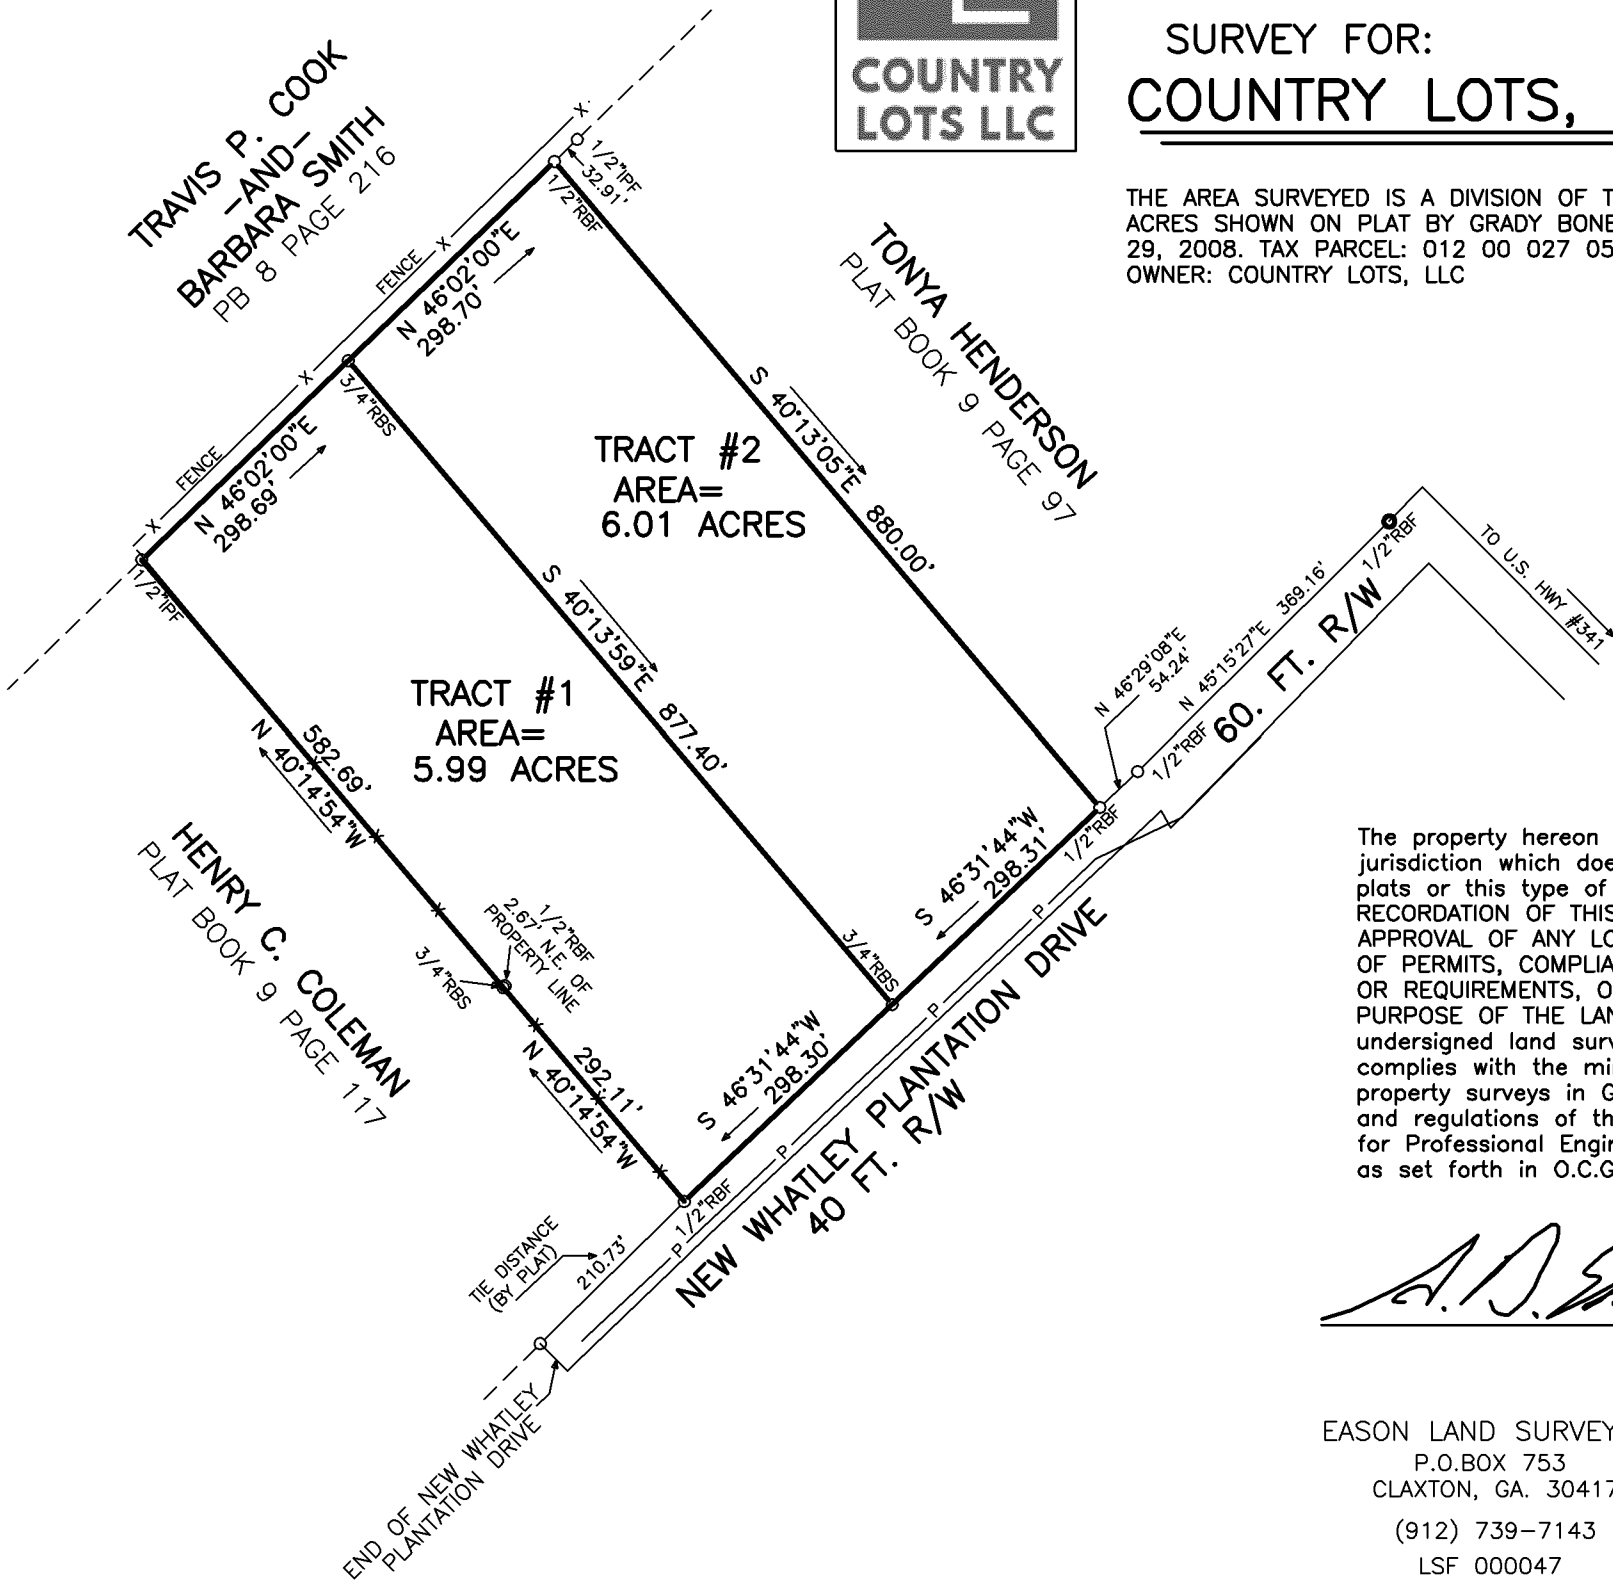 COUNTRY
LOTS LLC
SURVEY FOR:
COUNTRY LOTS,
THE AREA SURVEYED IS A DIVISION OF T
ACRES SHOWN ON PLAT BY GRADY BONE
29, 2008. TAX PARCEL: 012 00 027 05
OWNER: COUNTRY LOTS, LLC
TRAVIS P. COOK
-AND-
BARBARA SMITH
PB 8 PAGE 216
X
1/2"IPF
32.91'
1/2"RBF
FENCE
X
N 46°02'00"E
298.70'
X
3/4"RBS
FENCE
N 46°02'00"E
298.69'
X
1/2"IPF
TONYA HENDERSON
PLAT BOOK 9 PAGE 97
S 40°13'05"E 880.00'
TRACT #2
AREA=
6.01 ACRES
S 40°13'59"E 877.40'
TRACT #1
AREA=
5.99 ACRES
582.69'
N 40°14'54"W
HENRY C. COLEMAN
PLAT BOOK 9 PAGE 117
1/2"RBF
2.67' N.E. OF
PROPERTY LINE
3/4"RBS
292.11'
N 40°14'54"W
3/4"RBS
S 46°31'44"W
298.31'
S 46°31'44"W
298.30'
1/2"RBF
1/2"RBF
N 46°29'08"E
54.24'
N 45°15'27"E 369.16'
1/2"RBF
1/2"RBF
60. FT. R/W
TO U.S. HWY #341
P
P
P
P
NEW WHATLEY PLANTATION DRIVE
40 FT. R/W
TIE DISTANCE
(BY PLAT)
210.73'
END OF NEW WHATLEY
PLANTATION DRIVE
The property hereon
jurisdiction which doe
plats or this type of
RECORDATION OF THIS
APPROVAL OF ANY LO
OF PERMITS, COMPLIA
OR REQUIREMENTS, O
PURPOSE OF THE LAN
undersigned land surv
complies with the mi
property surveys in G
and regulations of th
for Professional Engin
as set forth in O.C.G
EASON LAND SURVEY
P.O.BOX 753
CLAXTON, GA. 30417
(912) 739-7143
LSF 000047